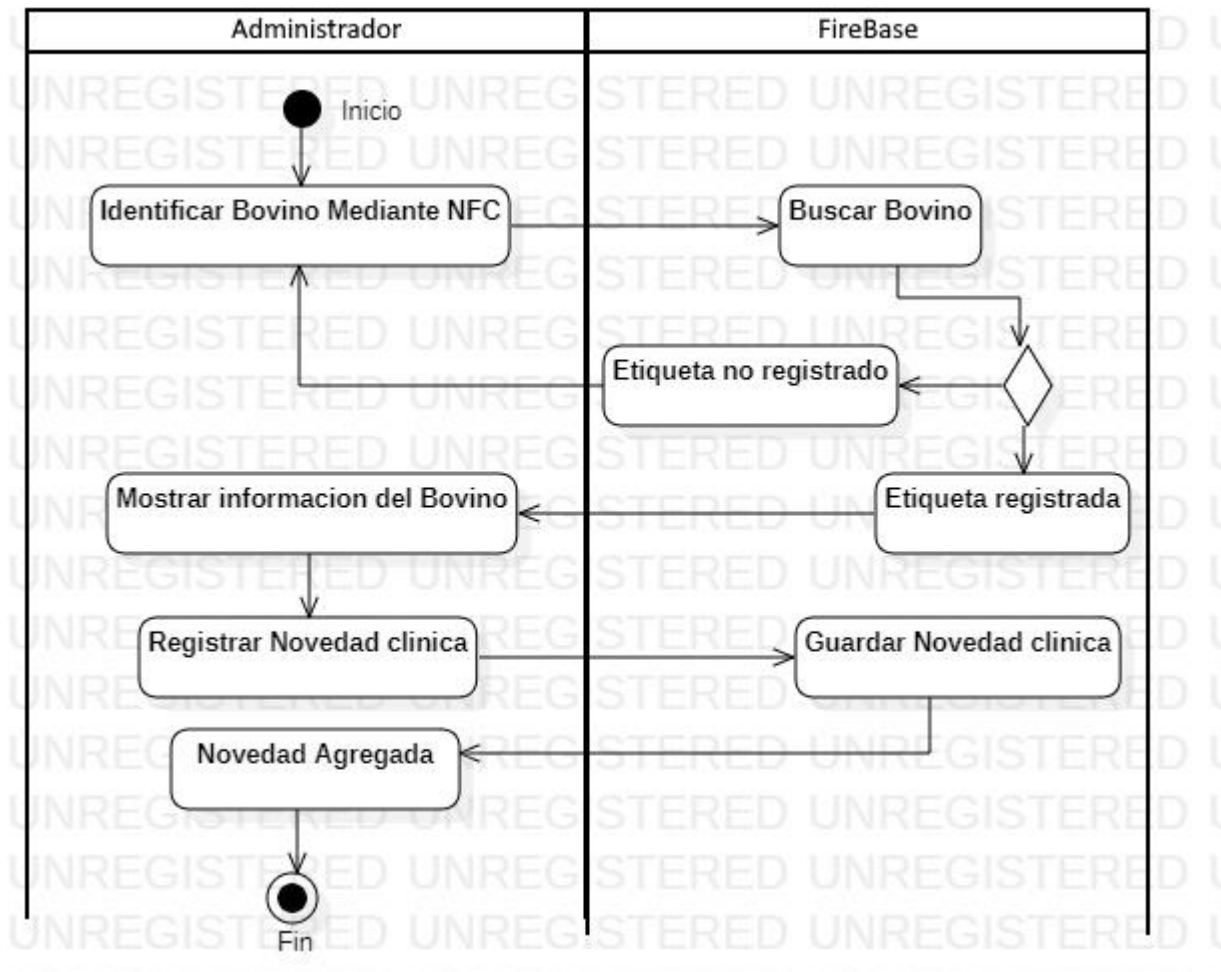 Administrador FireBase
Inicio
Identificar Bovino Mediante NFC Buscar Bovino
Etiqueta no registrado
Mostrar informacion del Bovino Etiqueta registrada
Registrar Novedad clinica Guardar Novedad clinica
Novedad Agregada
Fin
UNREGISTERED